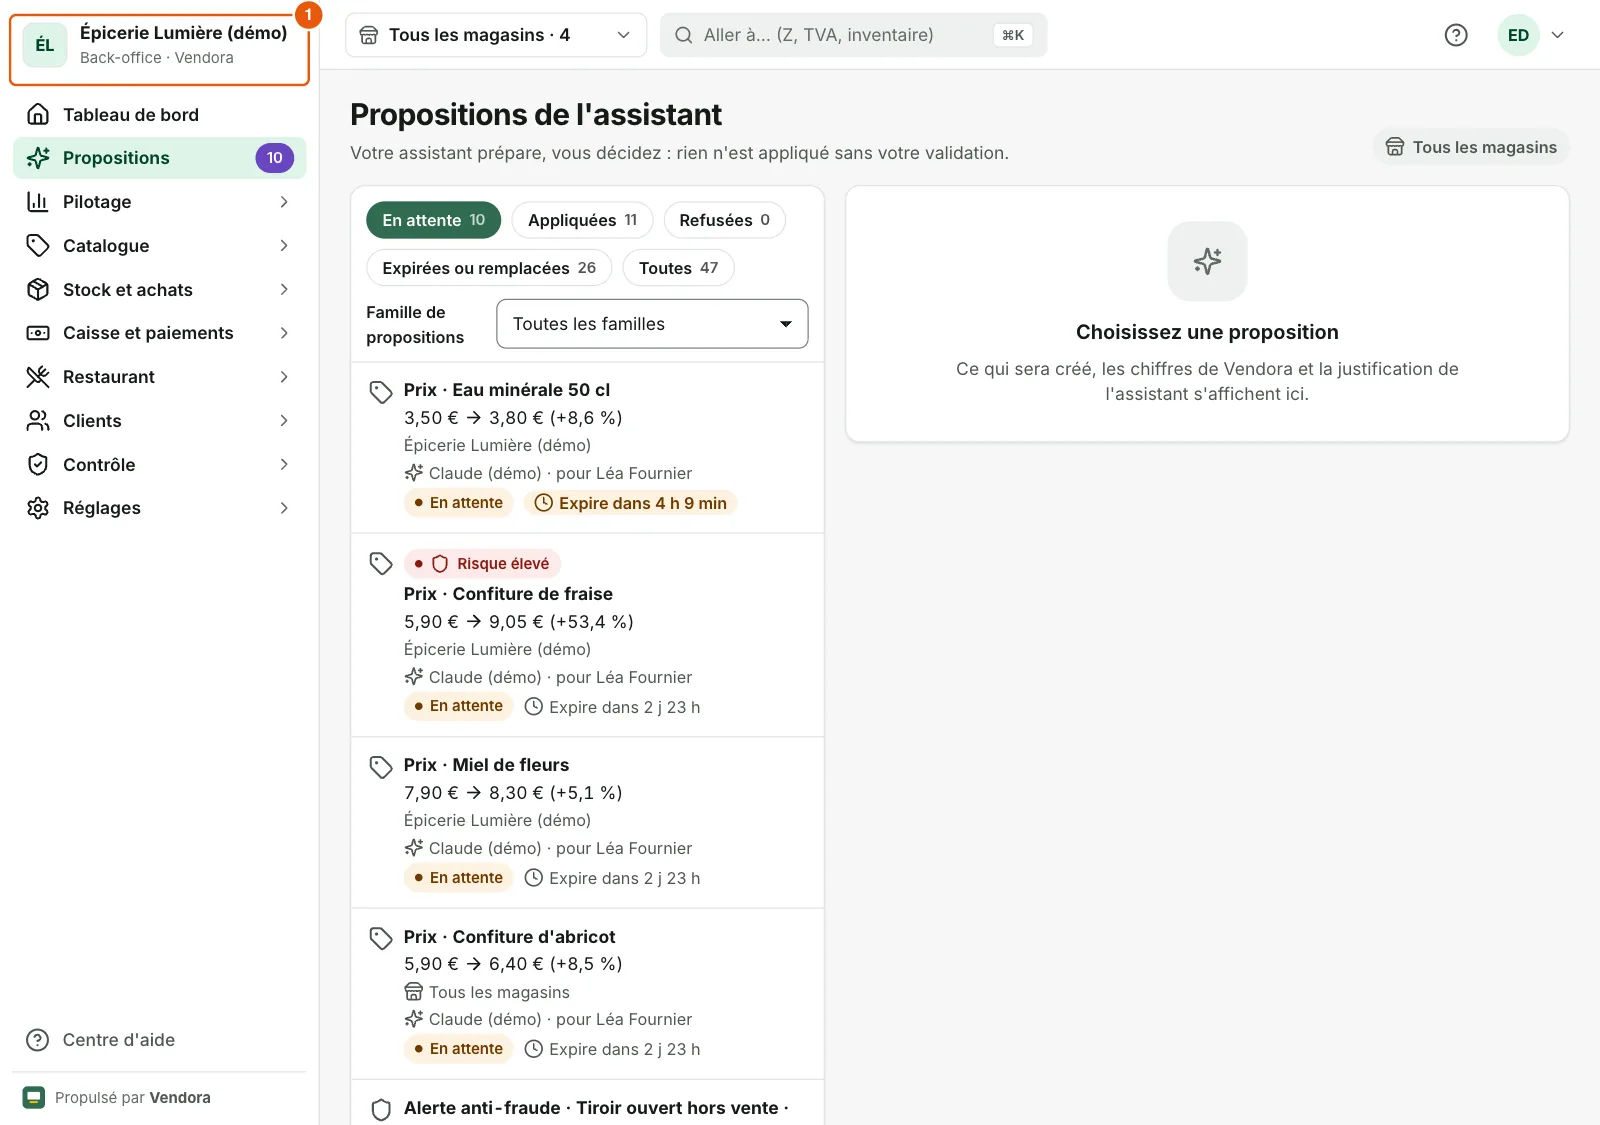 1
ÉL
Épicerie Lumière (démo)
Back-office · Vendora
Tous les magasins · 4
Aller à... (Z, TVA, inventaire)
⌘K
ED
Tableau de bord
Propositions
10
Pilotage
Catalogue
Stock et achats
Caisse et paiements
Restaurant
Clients
Contrôle
Réglages
Centre d'aide
Propulsé par Vendora
Propositions de l'assistant
Votre assistant prépare, vous décidez : rien n'est appliqué sans votre validation.
Tous les magasins
En attente 10
Appliquées 11
Refusées 0
Expirées ou remplacées 26
Toutes 47
Famille de
propositions
Toutes les familles
Prix · Eau minérale 50 cl
3,50 € → 3,80 € (+8,6 %)
Épicerie Lumière (démo)
Claude (démo) · pour Léa Fournier
En attente
Expire dans 4 h 9 min
Risque élevé
Prix · Confiture de fraise
5,90 € → 9,05 € (+53,4 %)
Épicerie Lumière (démo)
Claude (démo) · pour Léa Fournier
En attente
Expire dans 2 j 23 h
Prix · Miel de fleurs
7,90 € → 8,30 € (+5,1 %)
Épicerie Lumière (démo)
Claude (démo) · pour Léa Fournier
En attente
Expire dans 2 j 23 h
Prix · Confiture d'abricot
5,90 € → 6,40 € (+8,5 %)
Tous les magasins
Claude (démo) · pour Léa Fournier
En attente
Expire dans 2 j 23 h
Alerte anti-fraude · Tiroir ouvert hors vente ·
Choisissez une proposition
Ce qui sera créé, les chiffres de Vendora et la justification de
l'assistant s'affichent ici.